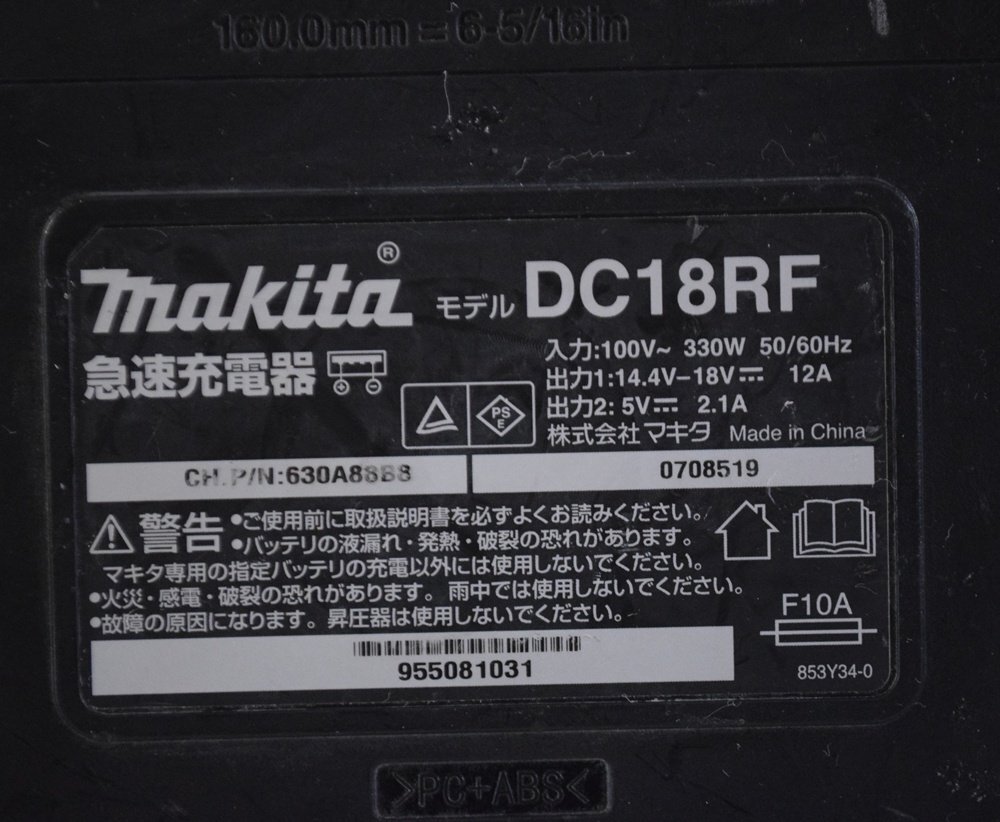 160.0mm = 6-5/16in
makita®
モデル DC18RF
急速充電器
入力:100V~ 330W 50/60Hz
出力1:14.4V−18V⎓ 12A
出力2: 5V⎓ 2.1A
株式会社マキタ Made in China
PS
E
CH. P/N:630A88B8
0708519
警告
•ご使用前に取扱説明書を必ずよくお読みください。
•バッテリの液漏れ・発熱・破裂の恐れがあります。
マキタ専用の指定バッテリの充電以外には使用しないでください。
•火災・感電・破裂の恐れがあります。雨中では使用しないでください。
•故障の原因になります。昇圧器は使用しないでください。
F10A
955081031
853Y34-0
>PC+ABS<